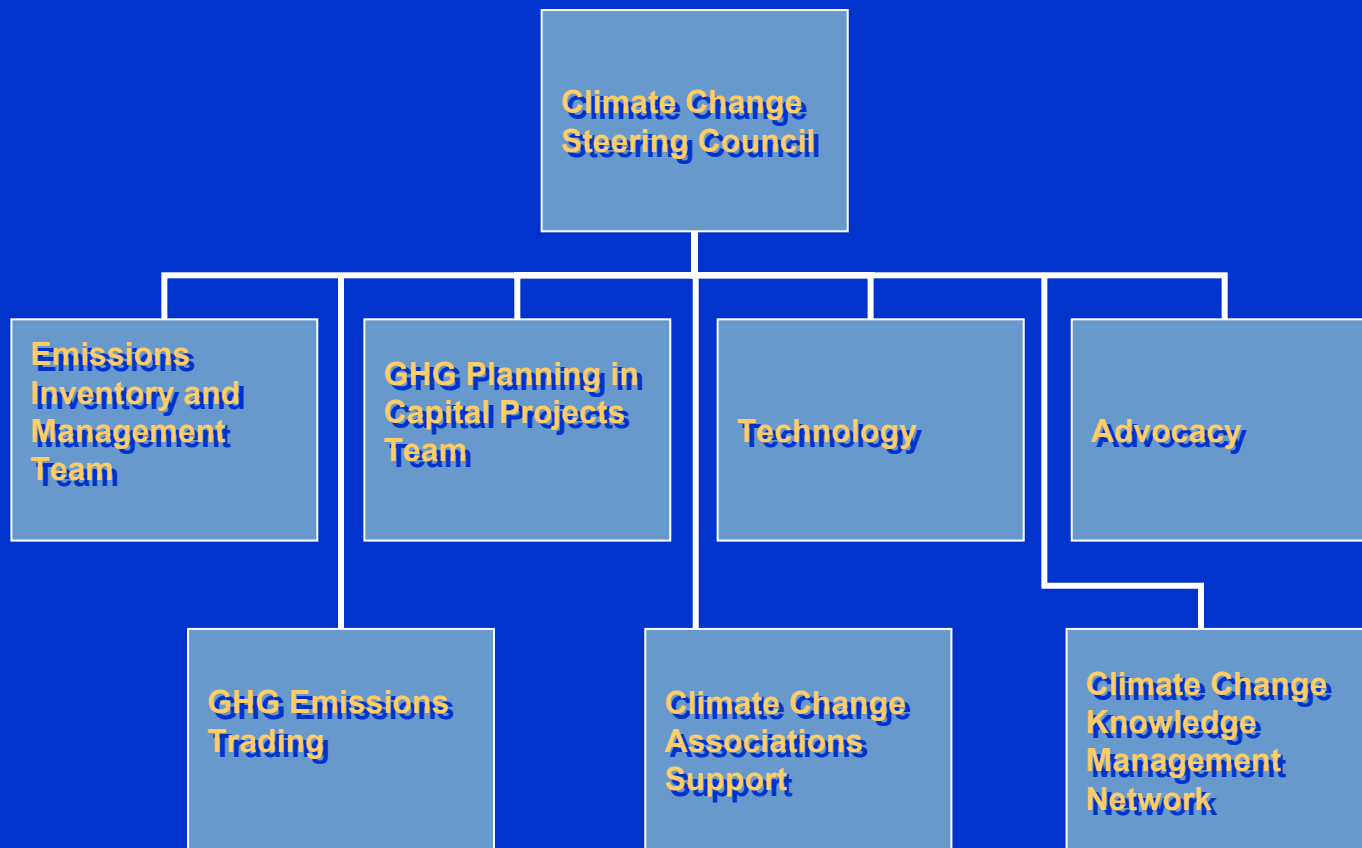 Climate Change
Steering Council
Emissions
Inventory and
Management
Team
GHG Planning in
Capital Projects
Team
Technology
Advocacy
GHG Emissions
Trading
Climate Change
Associations
Support
Climate Change
Knowledge
Management
Network